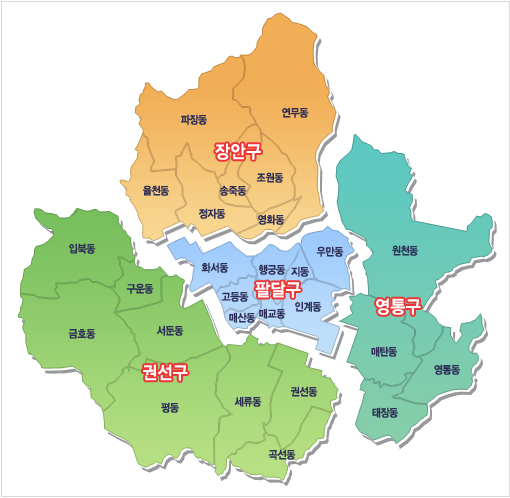 연무동
파장동
장안구
조원동
율천동
송죽동
정자동
영화동
입북동
화서동
행궁동
지동
우만동
원천동
구운동
고등동
팔달구
인계동
영통구
매산동
매교동
금호동
서둔동
매탄동
영통동
권선구
평동
세류동
권선동
태장동
곡선동